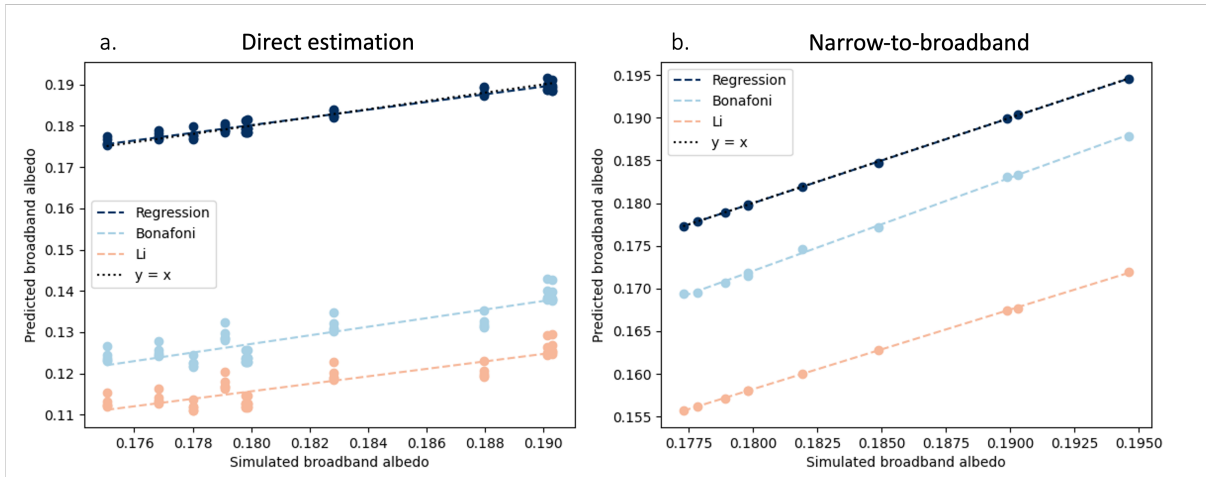 a.
Direct estimation
0.19
0.18
0.17
0.16
0.15
0.14
0.13
0.12
0.11
Predicted broadband albedo
Regression
Bonafoni
Li
y = x
0.176
0.178
0.180
0.182
0.184
0.186
0.188
0.190
Simulated broadband albedo
b.
Narrow-to-broadband
0.195
0.190
0.185
0.180
0.175
0.170
0.165
0.160
0.155
Predicted broadband albedo
Regression
Bonafoni
Li
y = x
0.1775
0.1800
0.1825
0.1850
0.1875
0.1900
0.1925
0.1950
Simulated broadband albedo